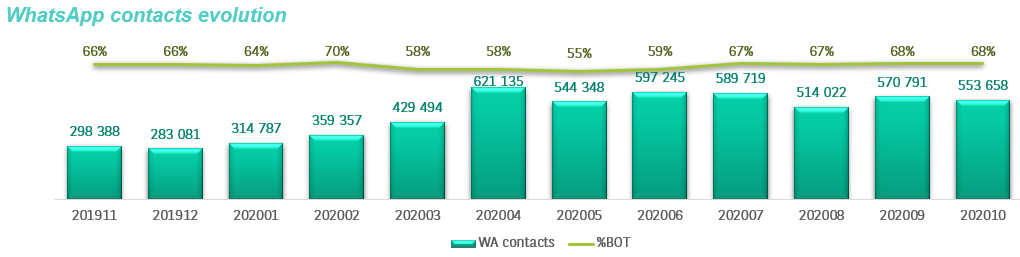 WhatsApp contacts evolution
66% 66% 64% 70% 58% 58% 55% 59% 67% 67% 68% 68%
298 388 283 081 314 787 359 357 429 494 621 135 544 348 597 245 589 719 514 022 570 791 553 658
201911 201912 202001 202002 202003 202004 202005 202006 202007 202008 202009 202010
WA contacts %BOT